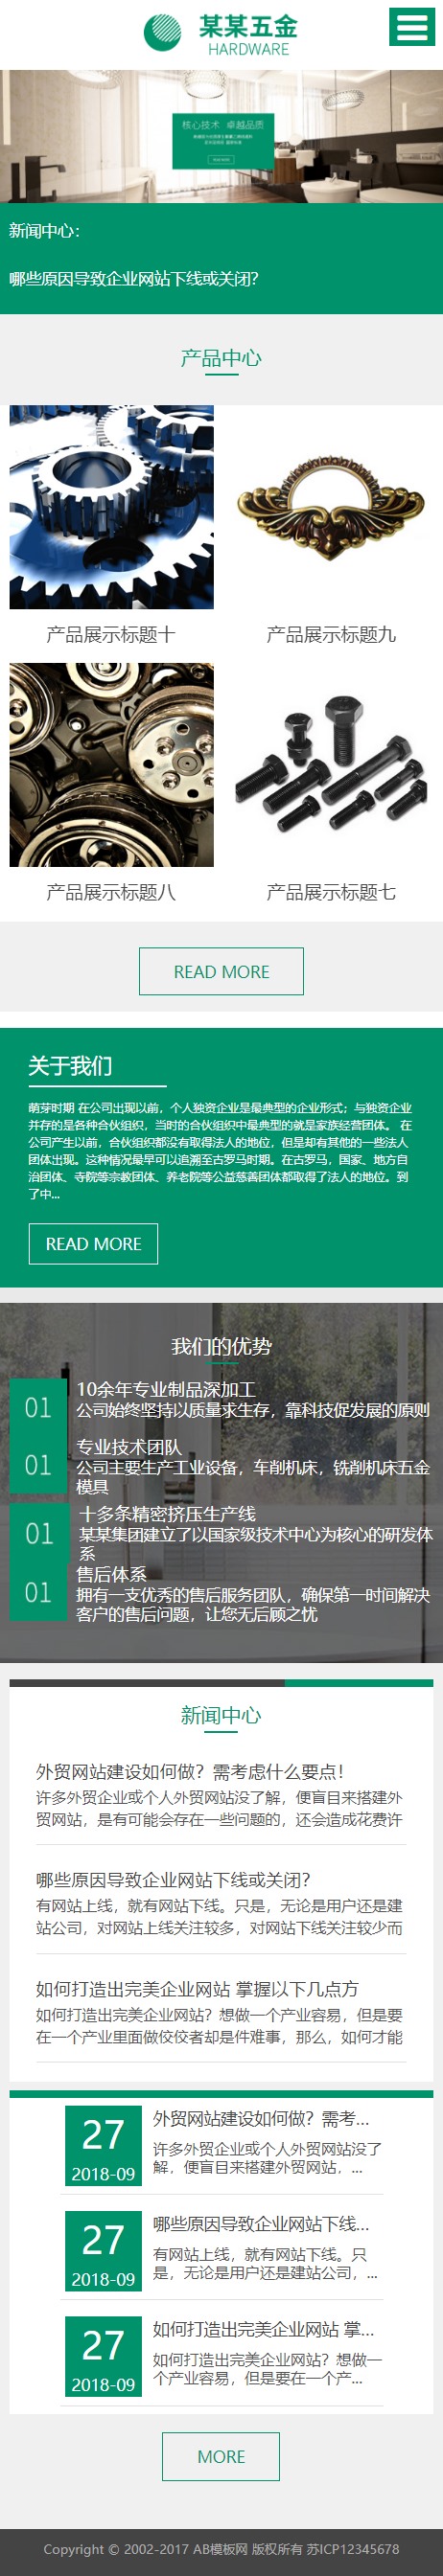 某某五金
HARDWARE
核心技术 卓越品质
新闻中心:
哪些原因导致企业网站下线或关闭?
产品中心
产品展示标题十
产品展示标题九
产品展示标题八
产品展示标题七
READ MORE
关于我们
萌芽时期 在公司出现以前，个人独资企业是最典型的企业形式；与独资企业
并存的是各种合伙组织，当时的合伙组织中最典型的就是家族经营团体。 在
公司产生以前，合伙组织都没有取得法人的地位，但是却有其他的一些法人
团体出现。这种情况最早可以追溯至古罗马时期。在古罗马，国家、地方自
治团体、寺院等宗教团体、养老院等公益慈善团体都取得了法人的地位。到
了中...
READ MORE
我们的优势
01
10余年专业制品深加工
公司始终坚持以质量求生存，靠科技促发展的原则
01
专业技术团队
公司主要生产工业设备，车削机床，铣削机床五金
模具
01
十多条精密挤压生产线
某某集团建立了以国家级技术中心为核心的研发体
系
01
售后体系
拥有一支优秀的售后服务团队，确保第一时间解决
客户的售后问题，让您无后顾之忧
新闻中心
外贸网站建设如何做？需考虑什么要点！
许多外贸企业或个人外贸网站没了解，便盲目来搭建外
贸网站，是有可能会存在一些问题的，还会造成花费许
哪些原因导致企业网站下线或关闭？
有网站上线，就有网站下线。只是，无论是用户还是建
站公司，对网站上线关注较多，对网站下线关注较少而
如何打造出完美企业网站 掌握以下几点方
如何打造出完美企业网站？想做一个产业容易，但是要
在一个产业里面做佼佼者却是件难事，那么，如何才能
27
2018-09
外贸网站建设如何做？需考...
许多外贸企业或个人外贸网站没了
解，便盲目来搭建外贸网站，...
27
2018-09
哪些原因导致企业网站下线...
有网站上线，就有网站下线。只
是，无论是用户还是建站公司，...
27
2018-09
如何打造出完美企业网站 掌...
如何打造出完美企业网站？想做一
个产业容易，但是要在一个产...
MORE
Copyright © 2002-2017 AB模板网 版权所有 苏ICP12345678